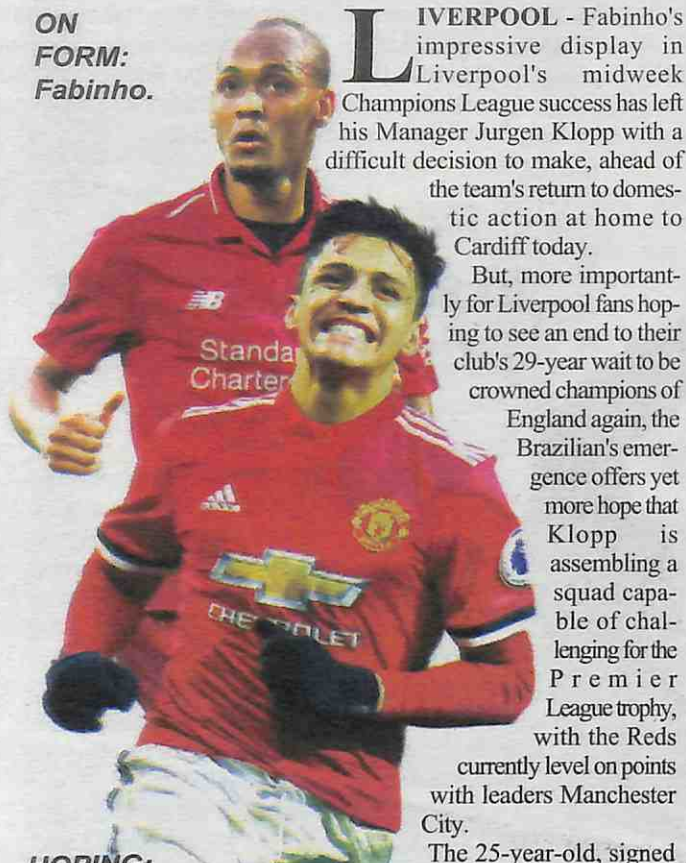 ON
FORM:
Fabinho.
LIVERPOOL - Fabinho's
impressive display in
Liverpool's midweek
Champions League success has left
his Manager Jurgen Klopp with a
difficult decision to make, ahead of
the team's return to domes-
tic action at home to
Cardiff today.
But, more important-
ly for Liverpool fans hop-
ing to see an end to their
club's 29-year wait to be
crowned champions of
England again, the
Brazilian's emer-
gence offers yet
more hope that
Klopp is
assembling a
squad capa-
ble of chal-
lenging for the
Premier
League trophy,
with the Reds
currently level on points
with leaders Manchester
City.
The 25-year-old, signed
NB
Standa
Charter
CHEVROLET
HOPING: